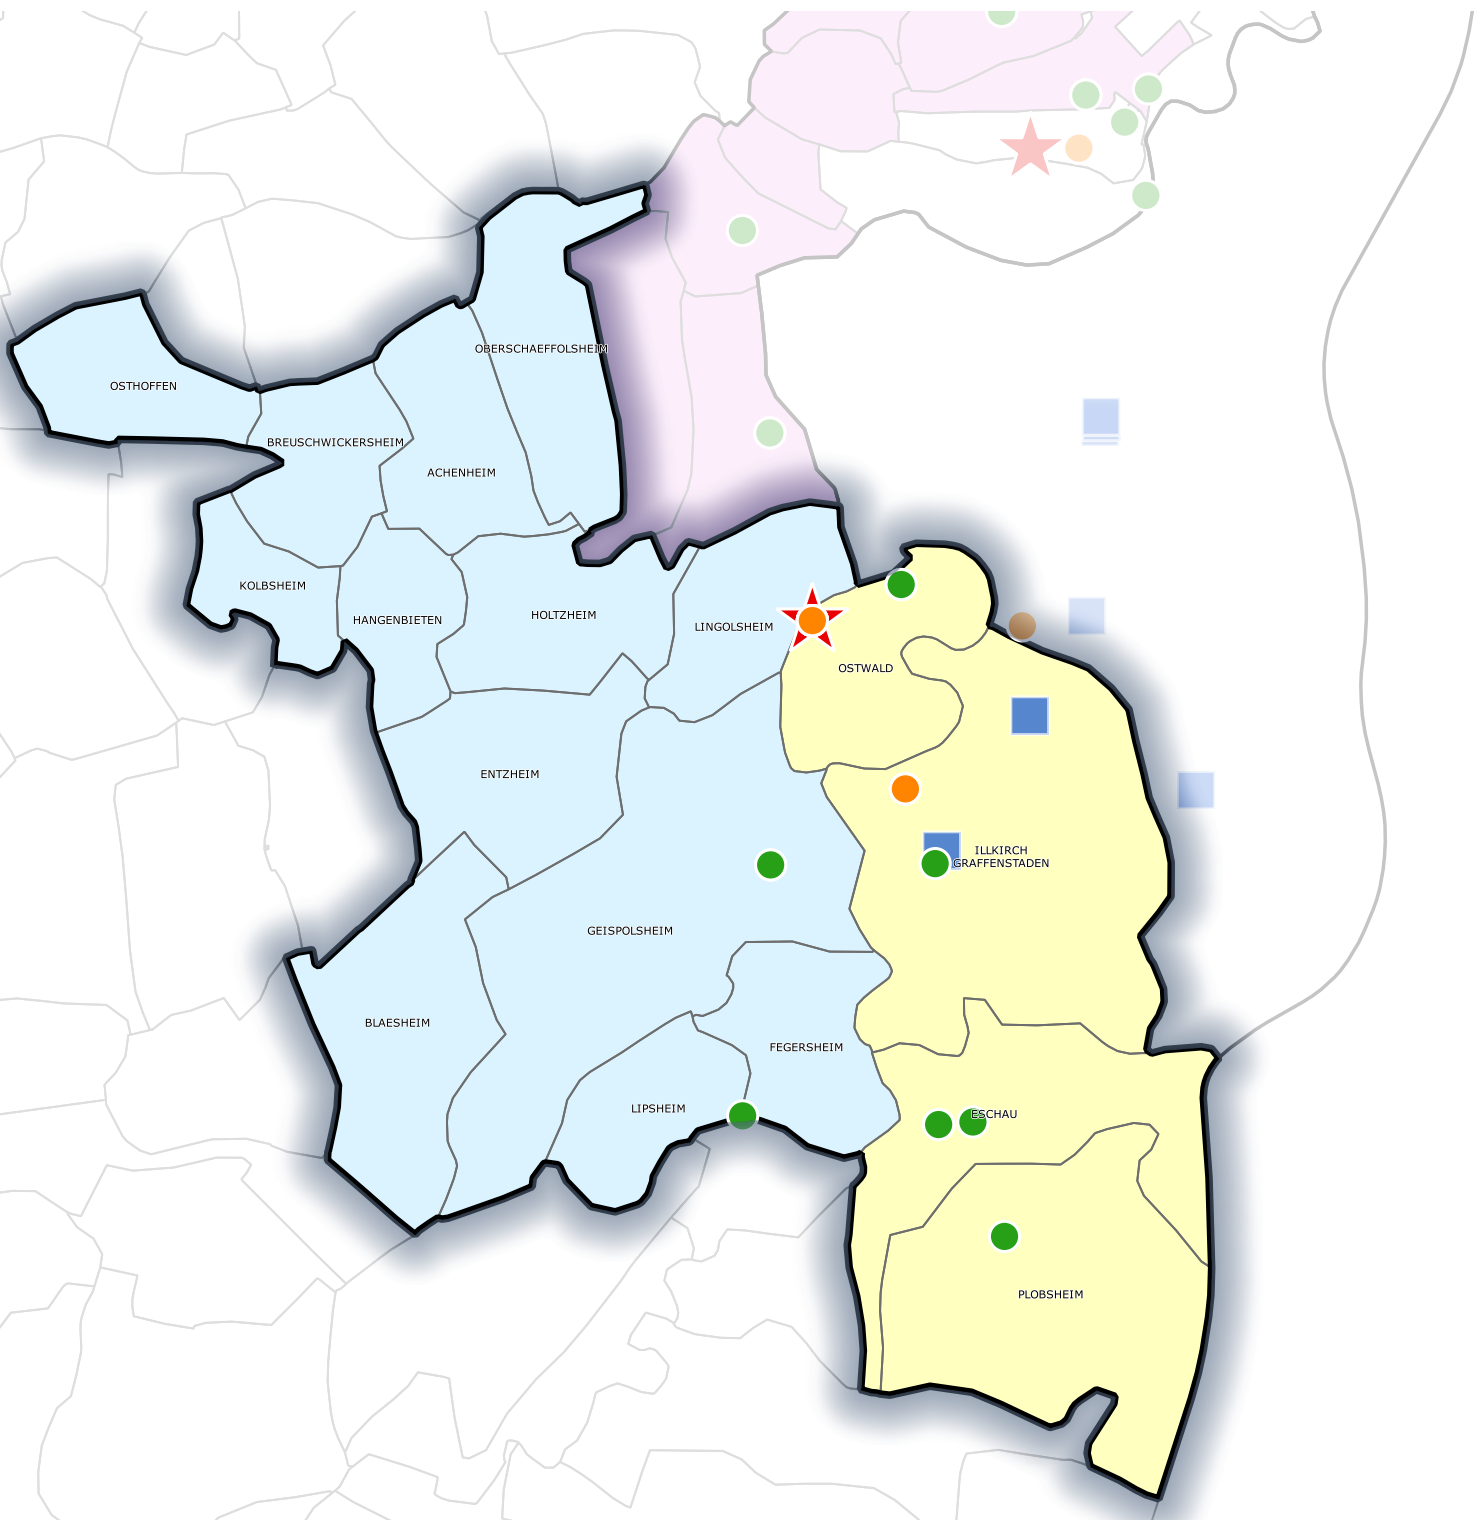 OBERSCHAEFFOLSHEIM
OSTHOFFEN
BREUSCHWICKERSHEIM
ACHENHEIM
KOLBSHEIM
HANGENBIETEN
HOLTZHEIM
LINGOLSHEIM
OSTWALD
ENTZHEIM
ILLKIRCH
GRAFFENSTADEN
GEISPOLSHEIM
BLAESHEIM
FEGERSHEIM
LIPSHEIM
ESCHAU
PLOBSHEIM